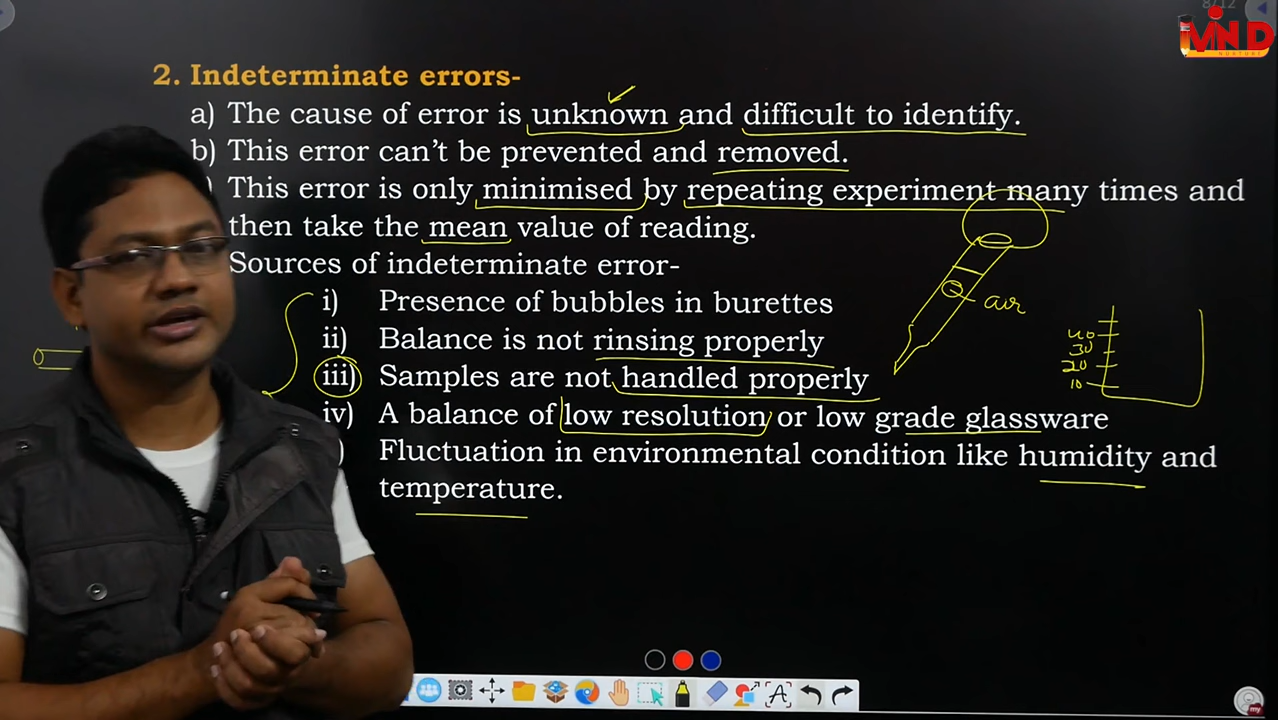 8/12
MIND
2. Indeterminate errors-
a) The cause of error is unknown and difficult to identify.
b) This error can't be prevented and removed.
) This error is only minimised by repeating experiment many times and
then take the mean value of reading.
Sources of indeterminate error-
i) Presence of bubbles in burettes
air
ii) Balance is not rinsing properly
40
30
20
10
iii) Samples are not handled properly
iv) A balance of low resolution or low grade glassware
) Fluctuation in environmental condition like humidity and
temperature.
A
my